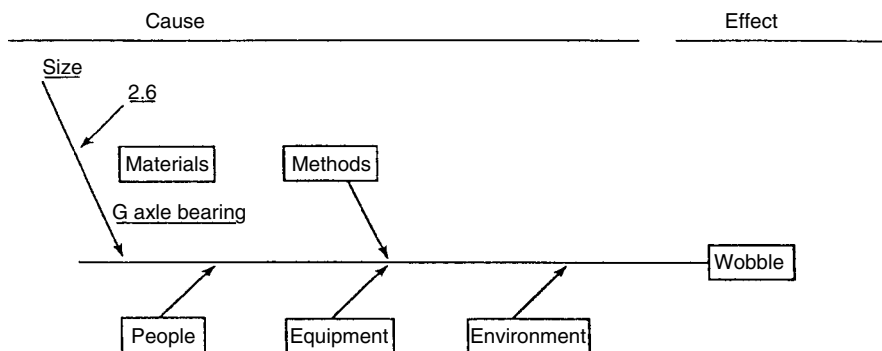 Cause
Effect
Size
2.6
Materials
Methods
G axle bearing
Wobble
People
Equipment
Environment